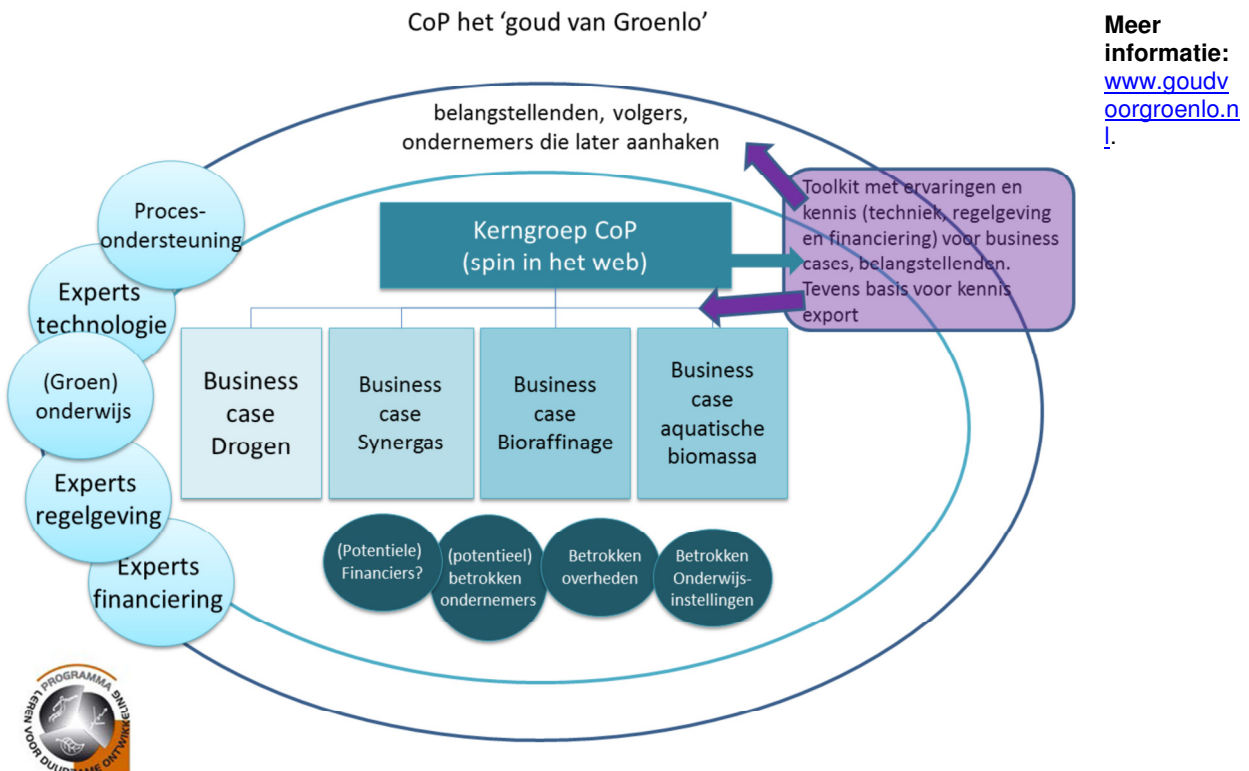 CoP het ‘goud van Groenlo’
Meer
informatie:
www.goudv
oorgroenlo.n
l.
belangstellenden, volgers,
ondernemers die later aanhaken
Proces-
ondersteuning
Experts
technologie
(Groen)
onderwijs
Experts
regelgeving
Experts
financiering
Kerngroep CoP
(spin in het web)
Toolkit met ervaringen en
kennis (techniek, regelgeving
en financiering) voor business
cases, belangstellenden.
Tevens basis voor kennis
export
Business
case
Drogen
Business
case
Synergas
Business
case
Bioraffinage
Business
case
aquatische
biomassa
(Potentiele)
Financiers?
(potentieel)
betrokken
ondernemers
Betrokken
overheden
Betrokken
Onderwijs-
instellingen
PROGRAMMA
LEREN VOOR DUURZAME ONTWIKKELING